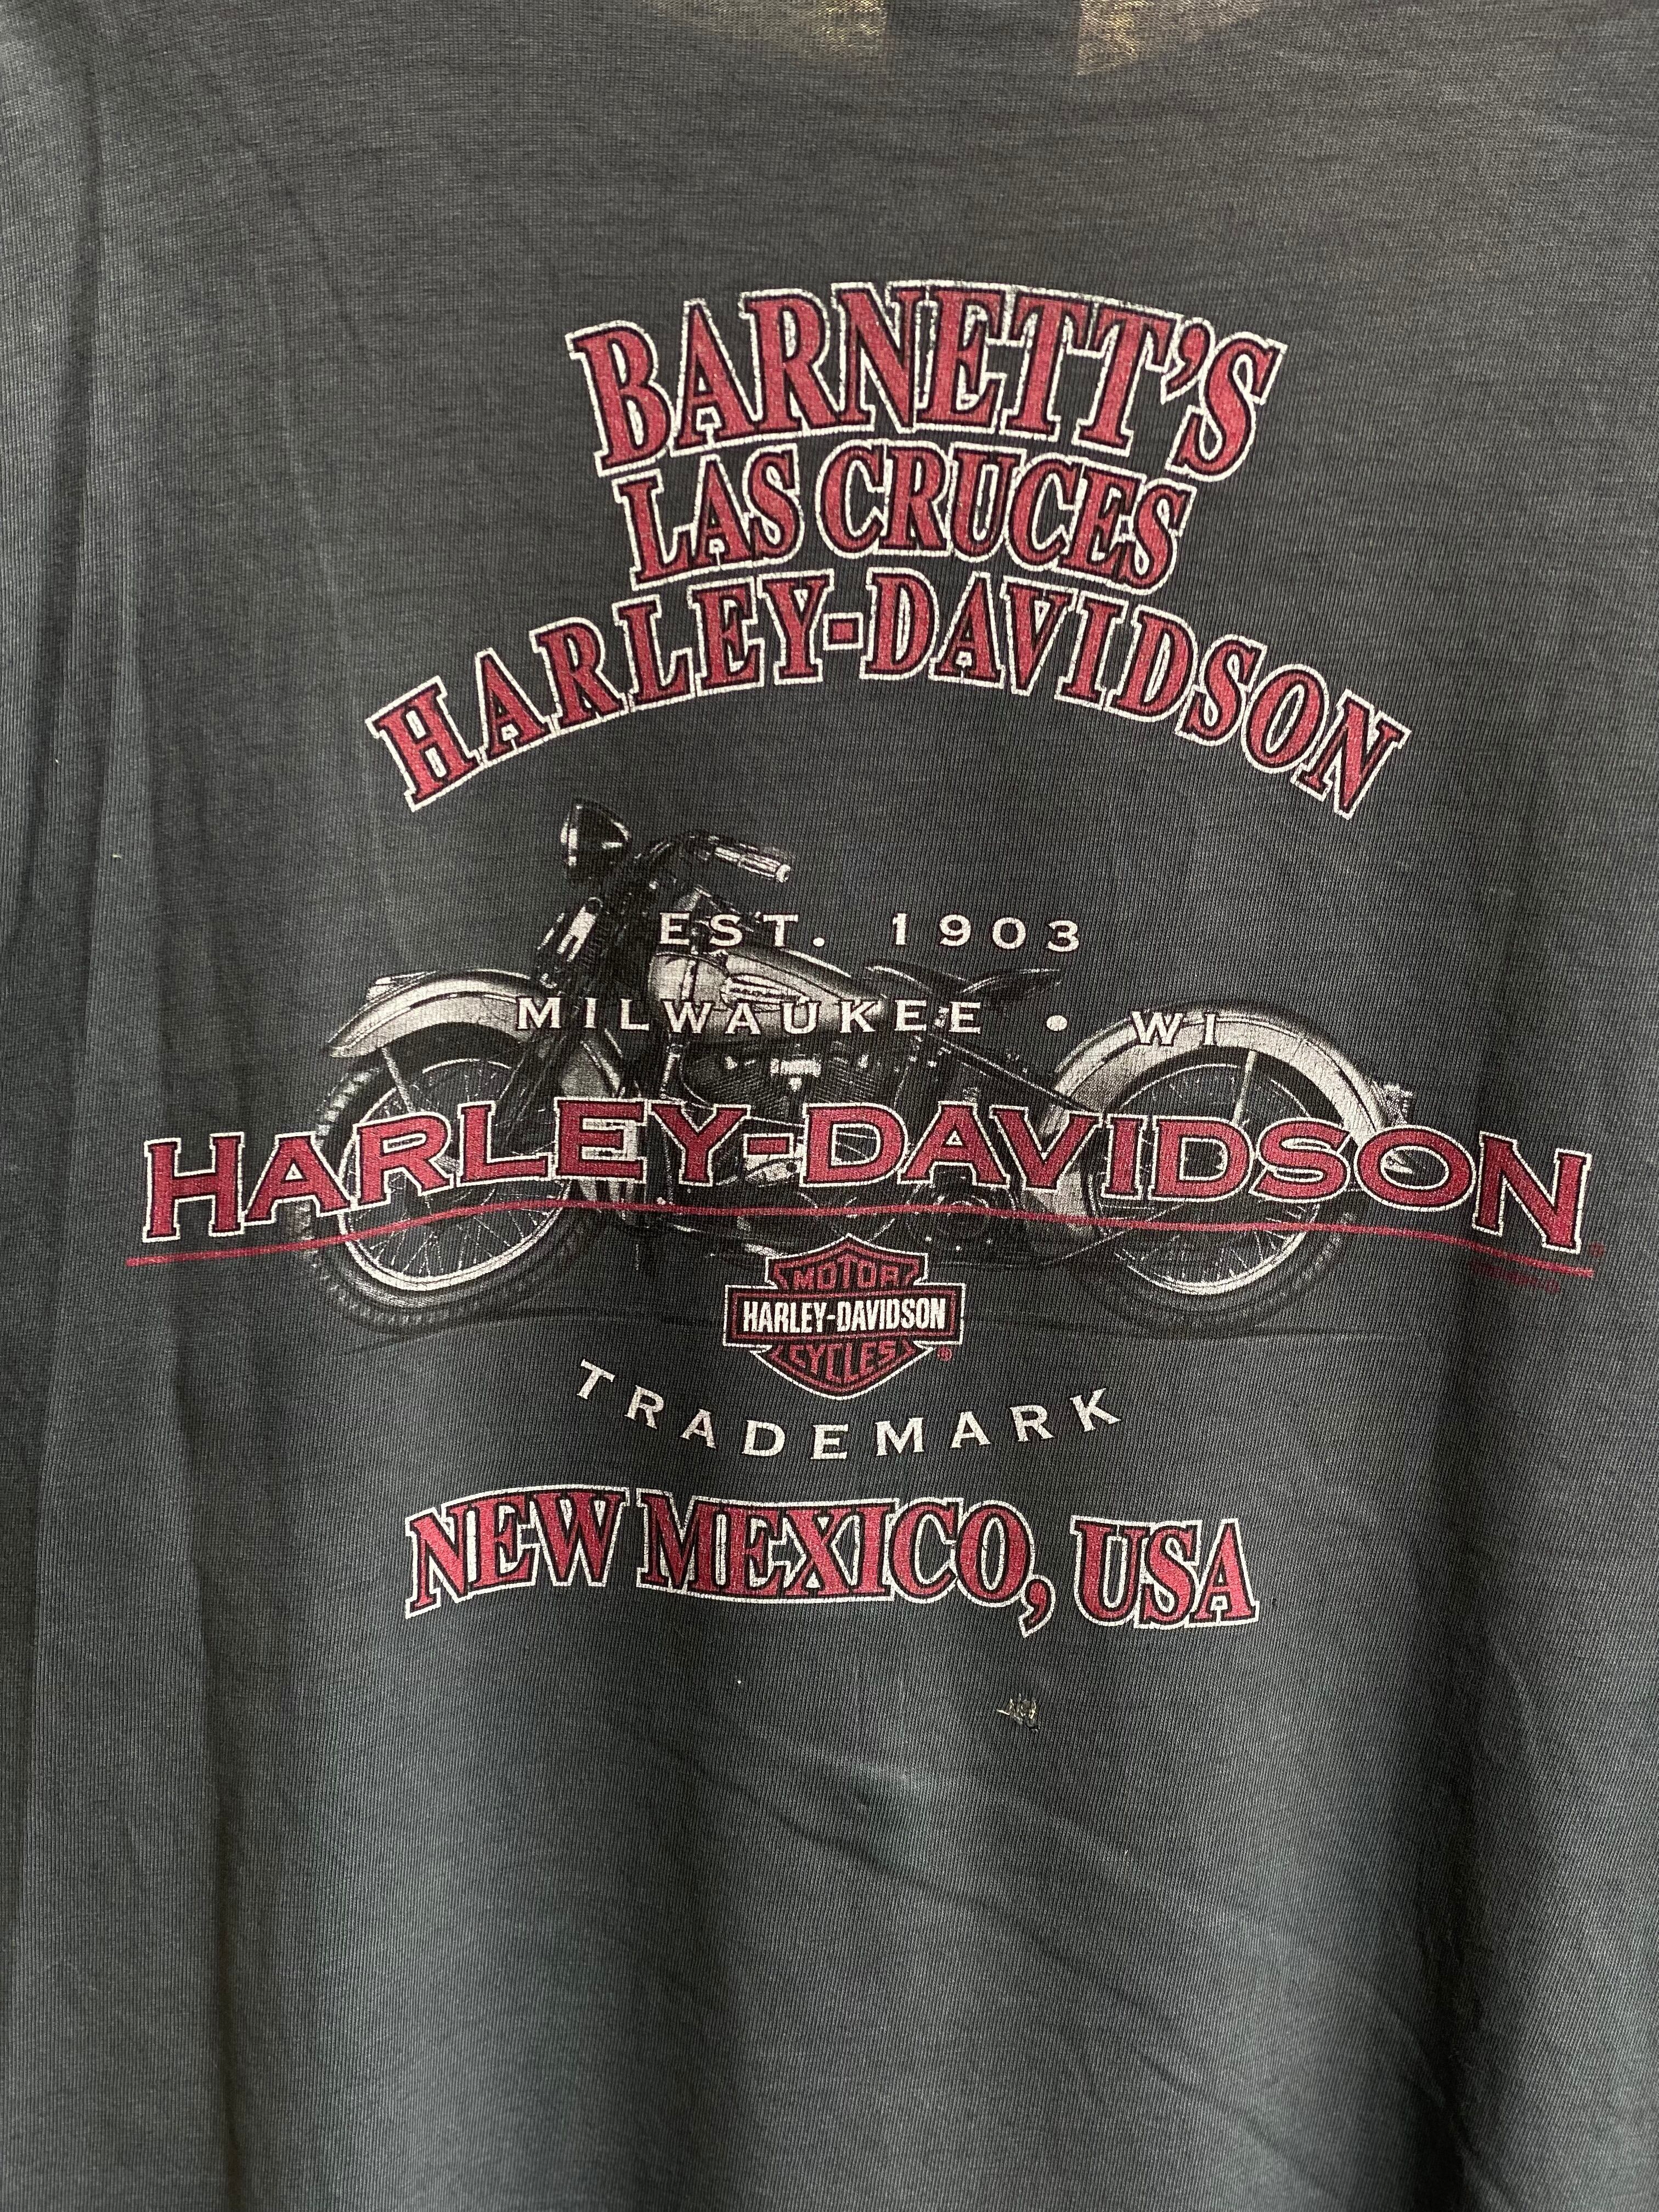 BARNETT'S
LAS CRUCES
HARLEY-DAVIDSON
EST. 1903
MILWAUKEE • WI
HARLEY-DAVIDSON
MOTOR
HARLEY-DAVIDSON
CYCLES ®
TRADEMARK
NEW MEXICO, USA